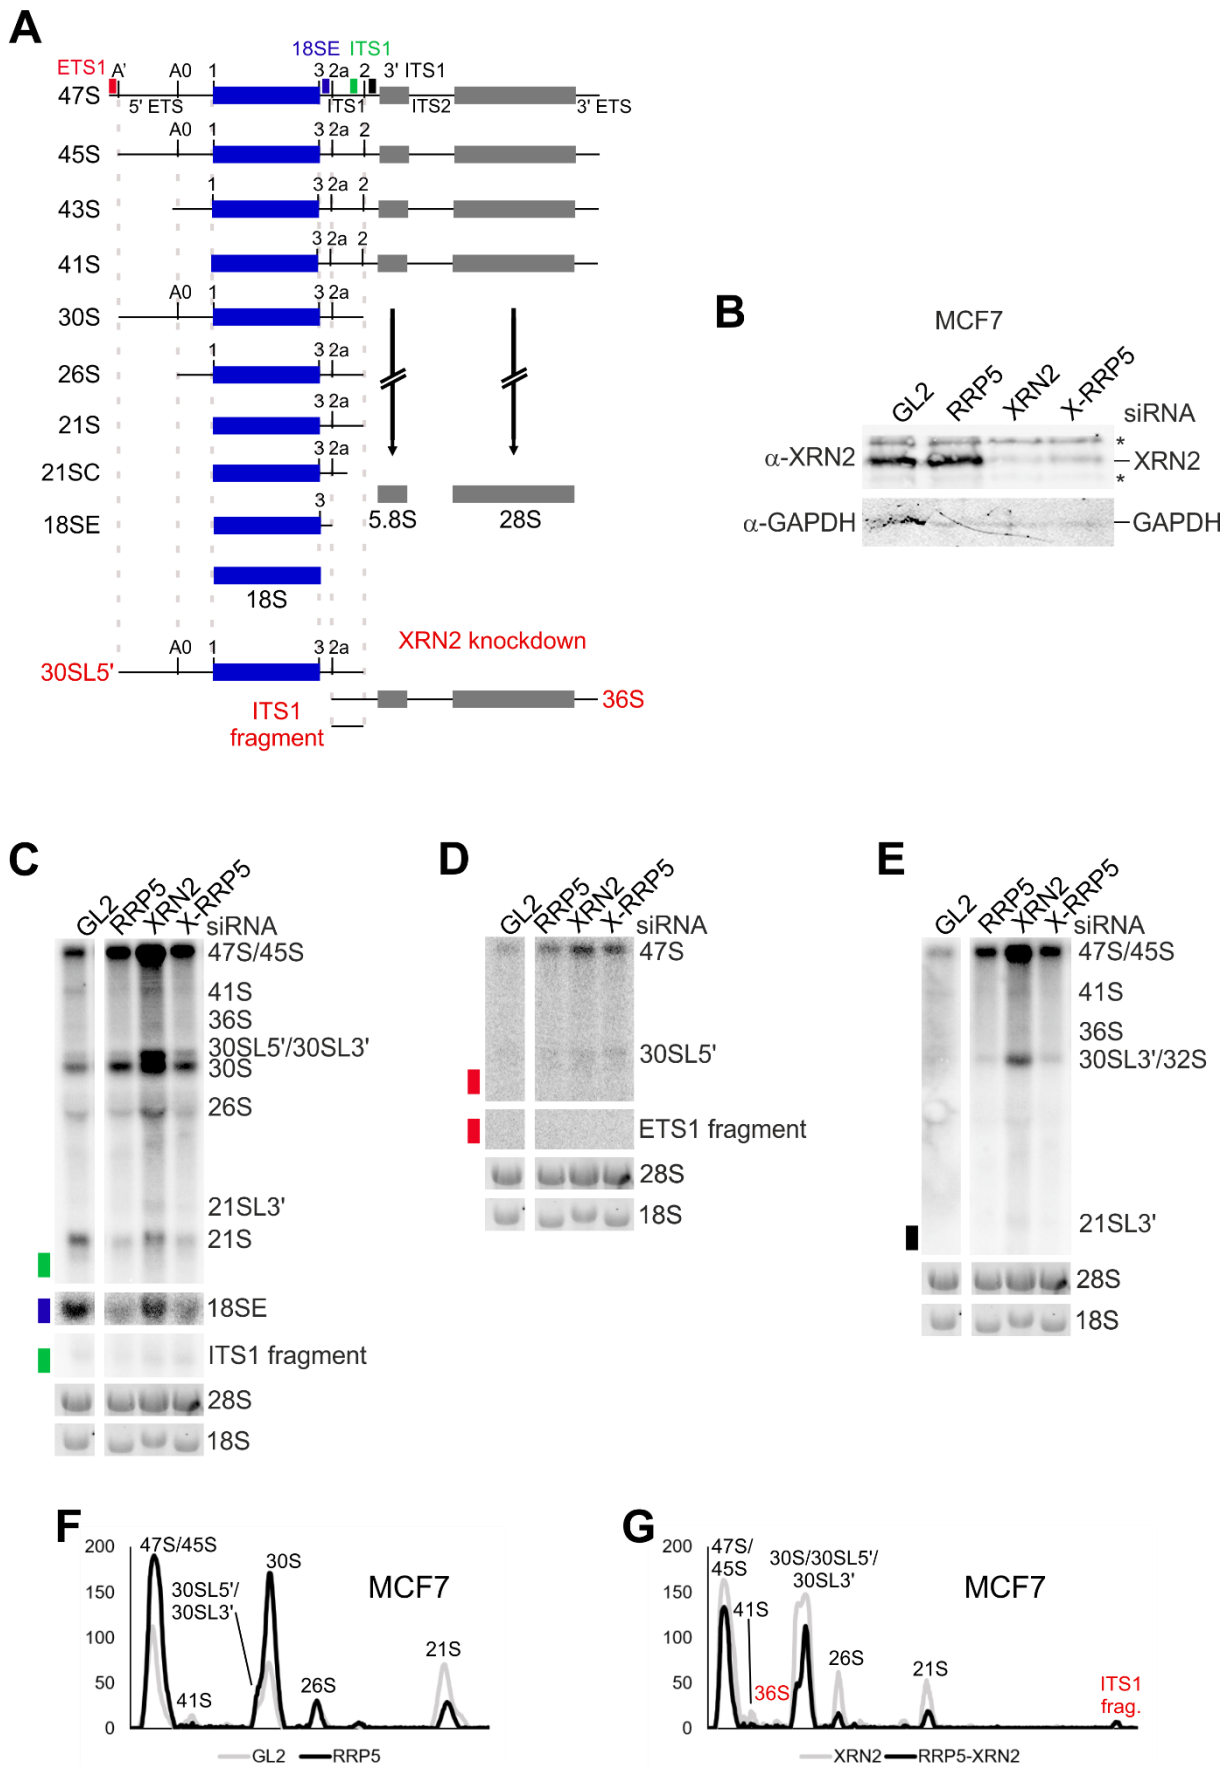 A
18SE ITS1
ETS1 A' A0 1 3 2a 2 3' ITS1
47S
5' ETS ITS1 ITS2 3' ETS
A0 1 3 2a 2
45S
1 3 2a 2
43S
3 2a 2
41S
A0 1 3 2a
30S
1 3 2a
26S
3 2a
21S
3 2a
21SC
3
18SE
5.8S 28S
18S
XRN2 knockdown
A0 1 3 2a
30SL5'
36S
ITS1
fragment
B
MCF7
GL2 RRP5 XRN2 X-RRP5 siRNA
*
α-XRN2 XRN2
*
α-GAPDH GAPDH
C
GL2 RRP5 XRN2 X-RRP5 siRNA
47S/45S
41S
36S
30SL5'/30SL3'
30S
26S
21SL3'
21S
18SE
ITS1 fragment
28S
18S
D
GL2 RRP5 XRN2 X-RRP5 siRNA
47S
30SL5'
ETS1 fragment
28S
18S
E
GL2 RRP5 XRN2 X-RRP5 siRNA
47S/45S
41S
36S
30SL3'/32S
21SL3'
28S
18S
F
200
150
100
50
0
47S/45S
30SL5'/
30SL3'
30S
MCF7
41S
26S
21S
GL2 RRP5
G
200
150
100
50
0
47S/
45S
30S/30SL5'/
30SL3'
MCF7
41S
36S
26S
21S
ITS1
frag.
XRN2 RRP5-XRN2